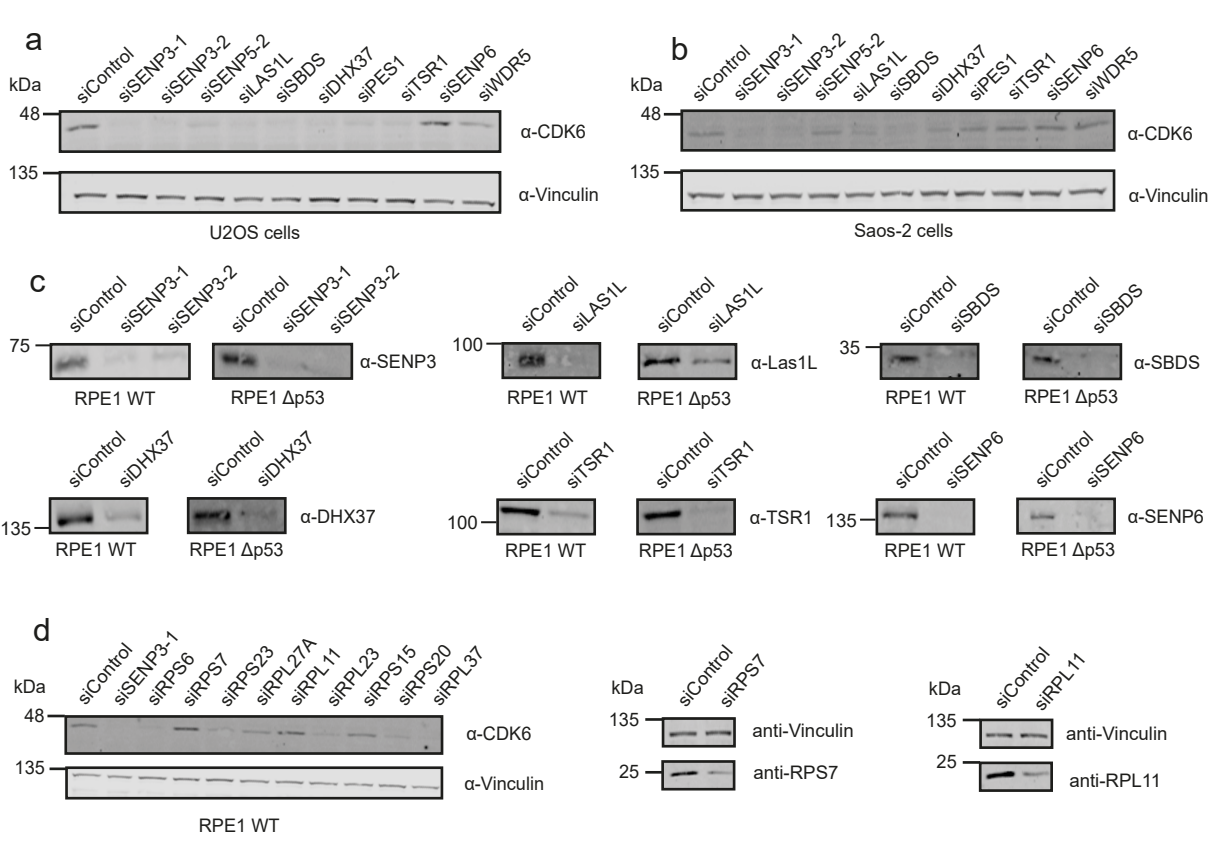 a
kDa
siControl
siSENP3-1
siSENP3-2
siSENP5-2
siLAS1L
siSBDS
siDHX37
siPES1
siTSR1
siSENP6
siWDR5
48
α-CDK6
135
α-Vinculin
U2OS cells
b
kDa
siControl
siSENP3-1
siSENP3-2
siSENP5-2
siLAS1L
siSBDS
siDHX37
siPES1
siTSR1
siSENP6
siWDR5
48
α-CDK6
135
α-Vinculin
Saos-2 cells
c
siControl
siSENP3-1
siSENP3-2
siControl
siSENP3-1
siSENP3-2
75
α-SENP3
RPE1 WT
RPE1 Δp53
siControl
siLAS1L
siControl
siLAS1L
100
α-Las1L
RPE1 WT
RPE1 Δp53
siControl
siSBDS
siControl
siSBDS
35
α-SBDS
RPE1 WT
RPE1 Δp53
siControl
siDHX37
siControl
siDHX37
135
α-DHX37
RPE1 WT
RPE1 Δp53
siControl
siTSR1
siControl
siTSR1
100
α-TSR1
RPE1 WT
RPE1 Δp53
siControl
siSENP6
siControl
siSENP6
135
α-SENP6
RPE1 WT
RPE1 Δp53
d
kDa
siControl
siSENP3-1
siRPS6
siRPS7
siRPS23
siRPL27A
siRPL11
siRPL23
siRPS15
siRPS20
siRPL37
48
α-CDK6
135
α-Vinculin
RPE1 WT
kDa
siControl
siRPS7
135
anti-Vinculin
25
anti-RPS7
kDa
siControl
siRPL11
135
anti-Vinculin
25
anti-RPL11